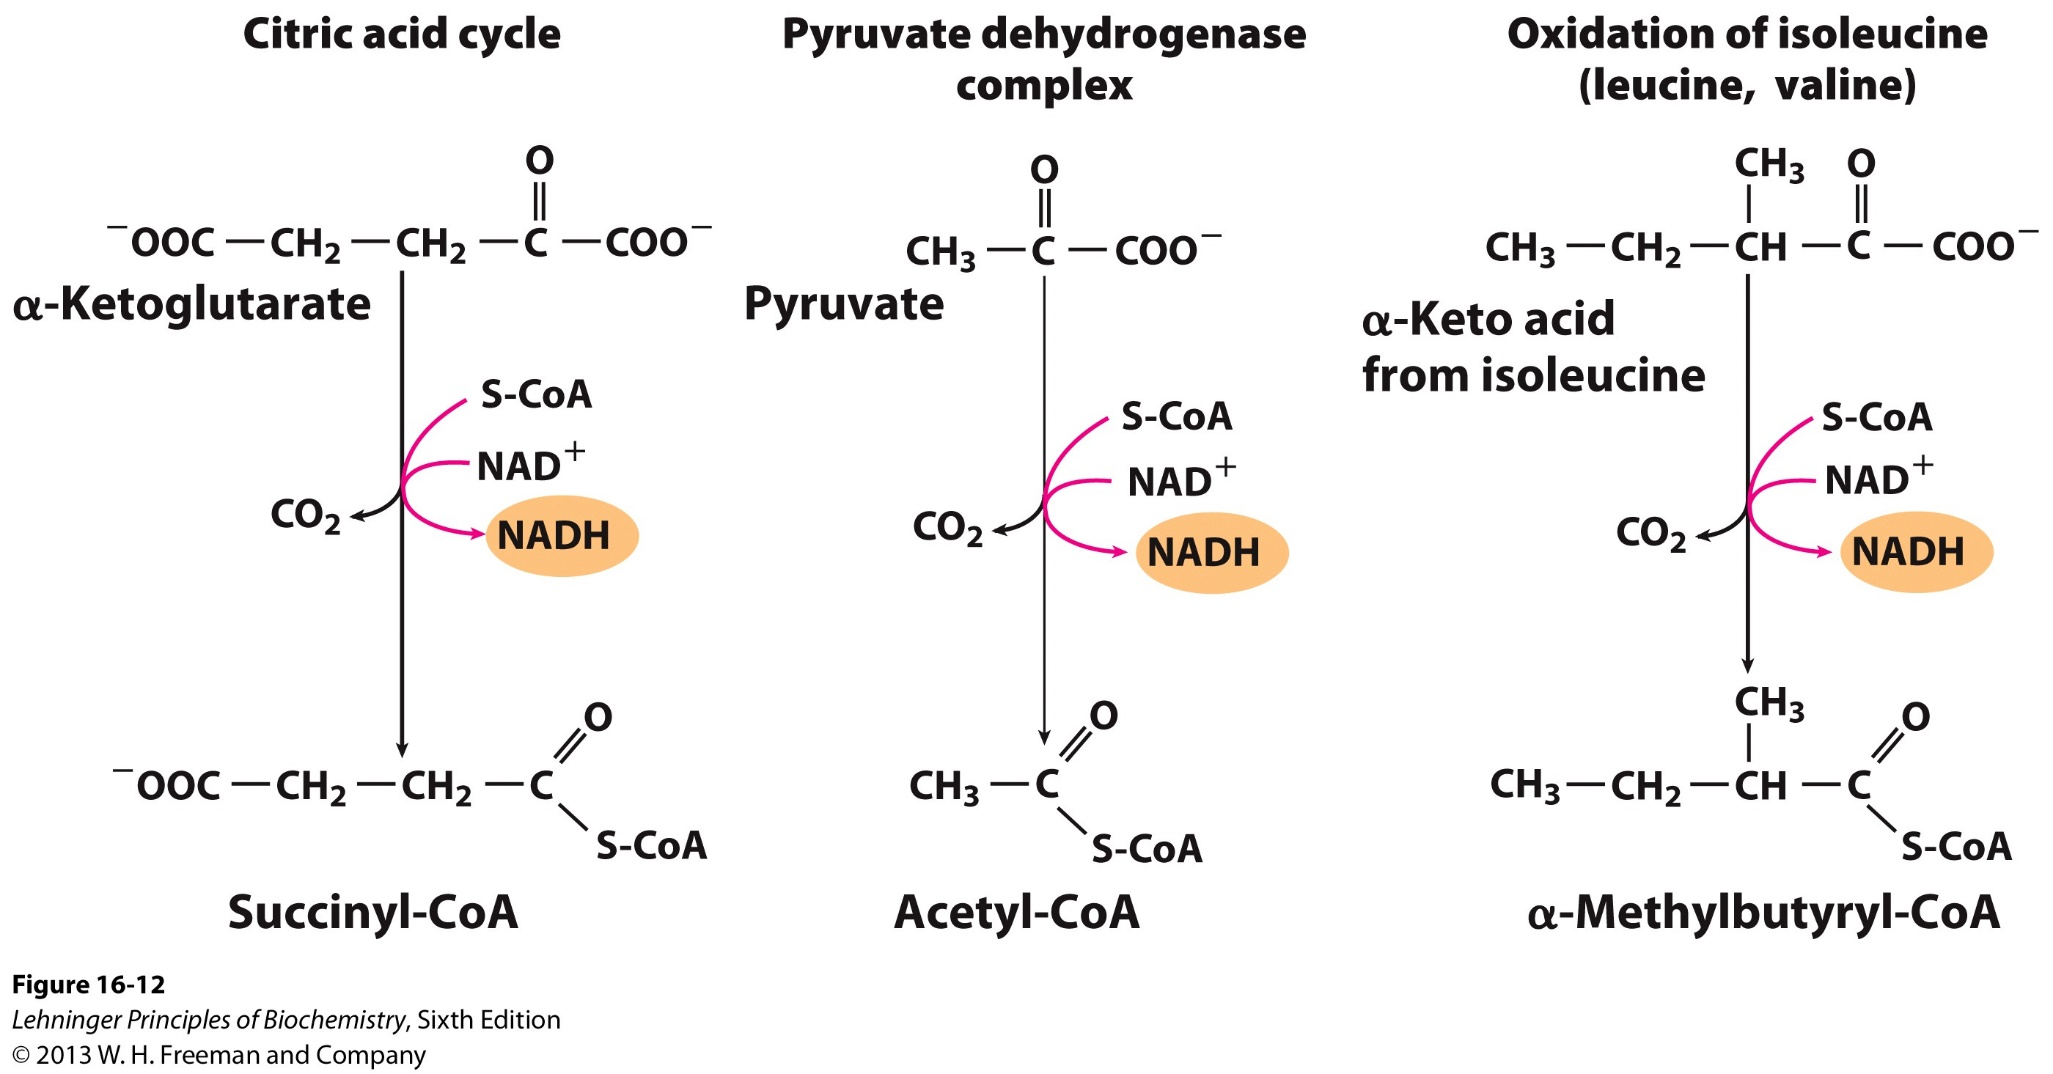 Citric acid cycle
O
⁻OOC — CH₂ — CH₂ — C — COO⁻
α-Ketoglutarate
S-CoA
NAD⁺
CO₂
NADH
O
⁻OOC — CH₂ — CH₂ — C
S-CoA
Succinyl-CoA
Pyruvate dehydrogenase
complex
O
CH₃ — C — COO⁻
Pyruvate
S-CoA
NAD⁺
CO₂
NADH
O
CH₃ — C
S-CoA
Acetyl-CoA
Oxidation of isoleucine
(leucine, valine)
CH₃ O
CH₃ — CH₂ — CH — C — COO⁻
α-Keto acid
from isoleucine
S-CoA
NAD⁺
CO₂
NADH
CH₃
O
CH₃ — CH₂ — CH — C
S-CoA
α-Methylbutyryl-CoA
Figure 16-12
Lehninger Principles of Biochemistry, Sixth Edition
© 2013 W. H. Freeman and Company